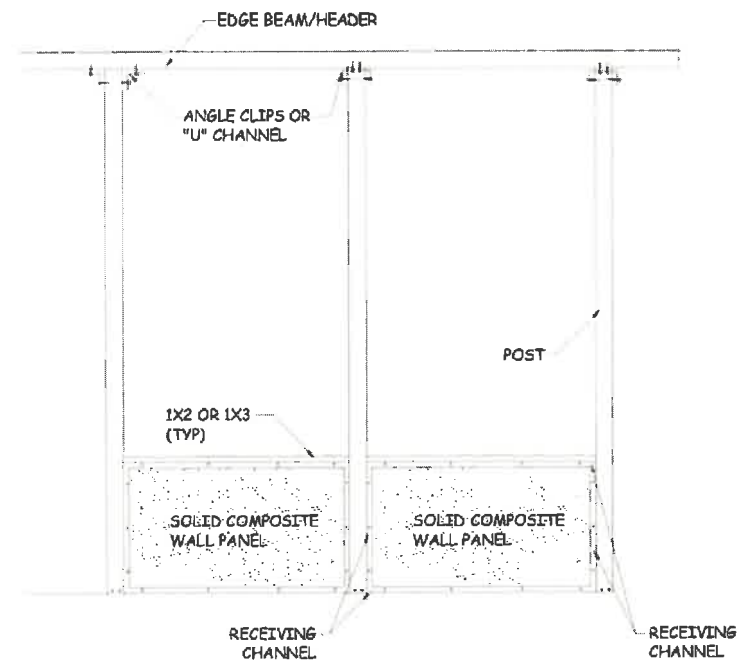 EDGE BEAM/HEADER
ANGLE CLIPS OR
"U" CHANNEL
POST
1X2 OR 1X3
(TYP)
SOLID COMPOSITE
WALL PANEL
SOLID COMPOSITE
WALL PANEL
RECEIVING
CHANNEL
RECEIVING
CHANNEL